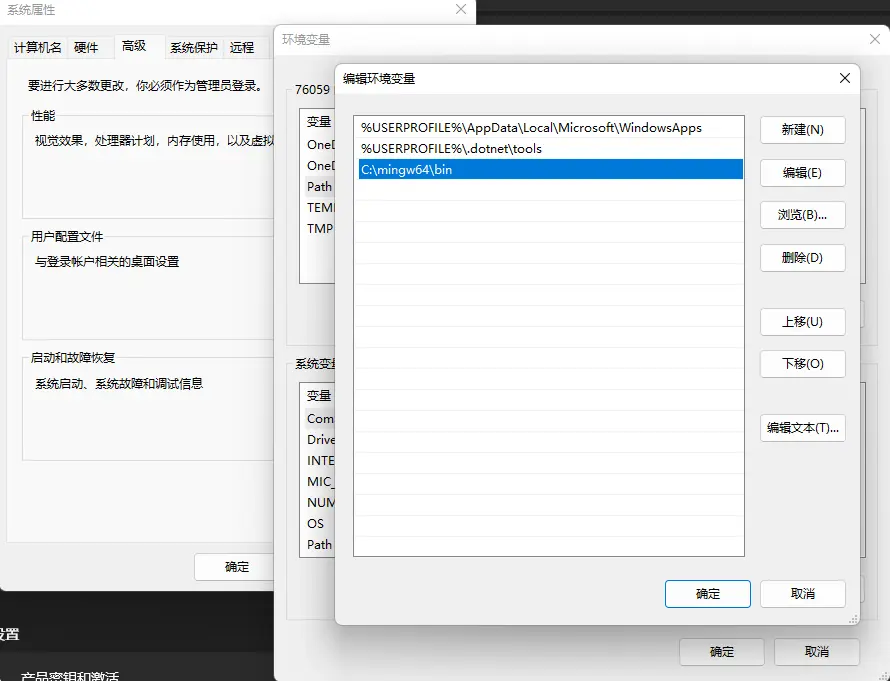 系统属性
计算机名
硬件
高级
系统保护
远程
要进行大多数更改，你必须作为管理员登录。
性能
视觉效果，处理器计划，内存使用，以及虚拟
用户配置文件
与登录帐户相关的桌面设置
启动和故障恢复
系统启动、系统故障和调试信息
确定
设置
产品密钥和激活
环境变量
76059
变量
OneD
OneD
Path
TEM
TMP
系统变量
变量
Com
Drive
INTE
MIC_
NUM
OS
Path
确定
取消
编辑环境变量
%USERPROFILE%\AppData\Local\Microsoft\WindowsApps
%USERPROFILE%\.dotnet\tools
C:\mingw64\bin
新建(N)
编辑(E)
浏览(B)...
删除(D)
上移(U)
下移(O)
编辑文本(T)...
确定
取消